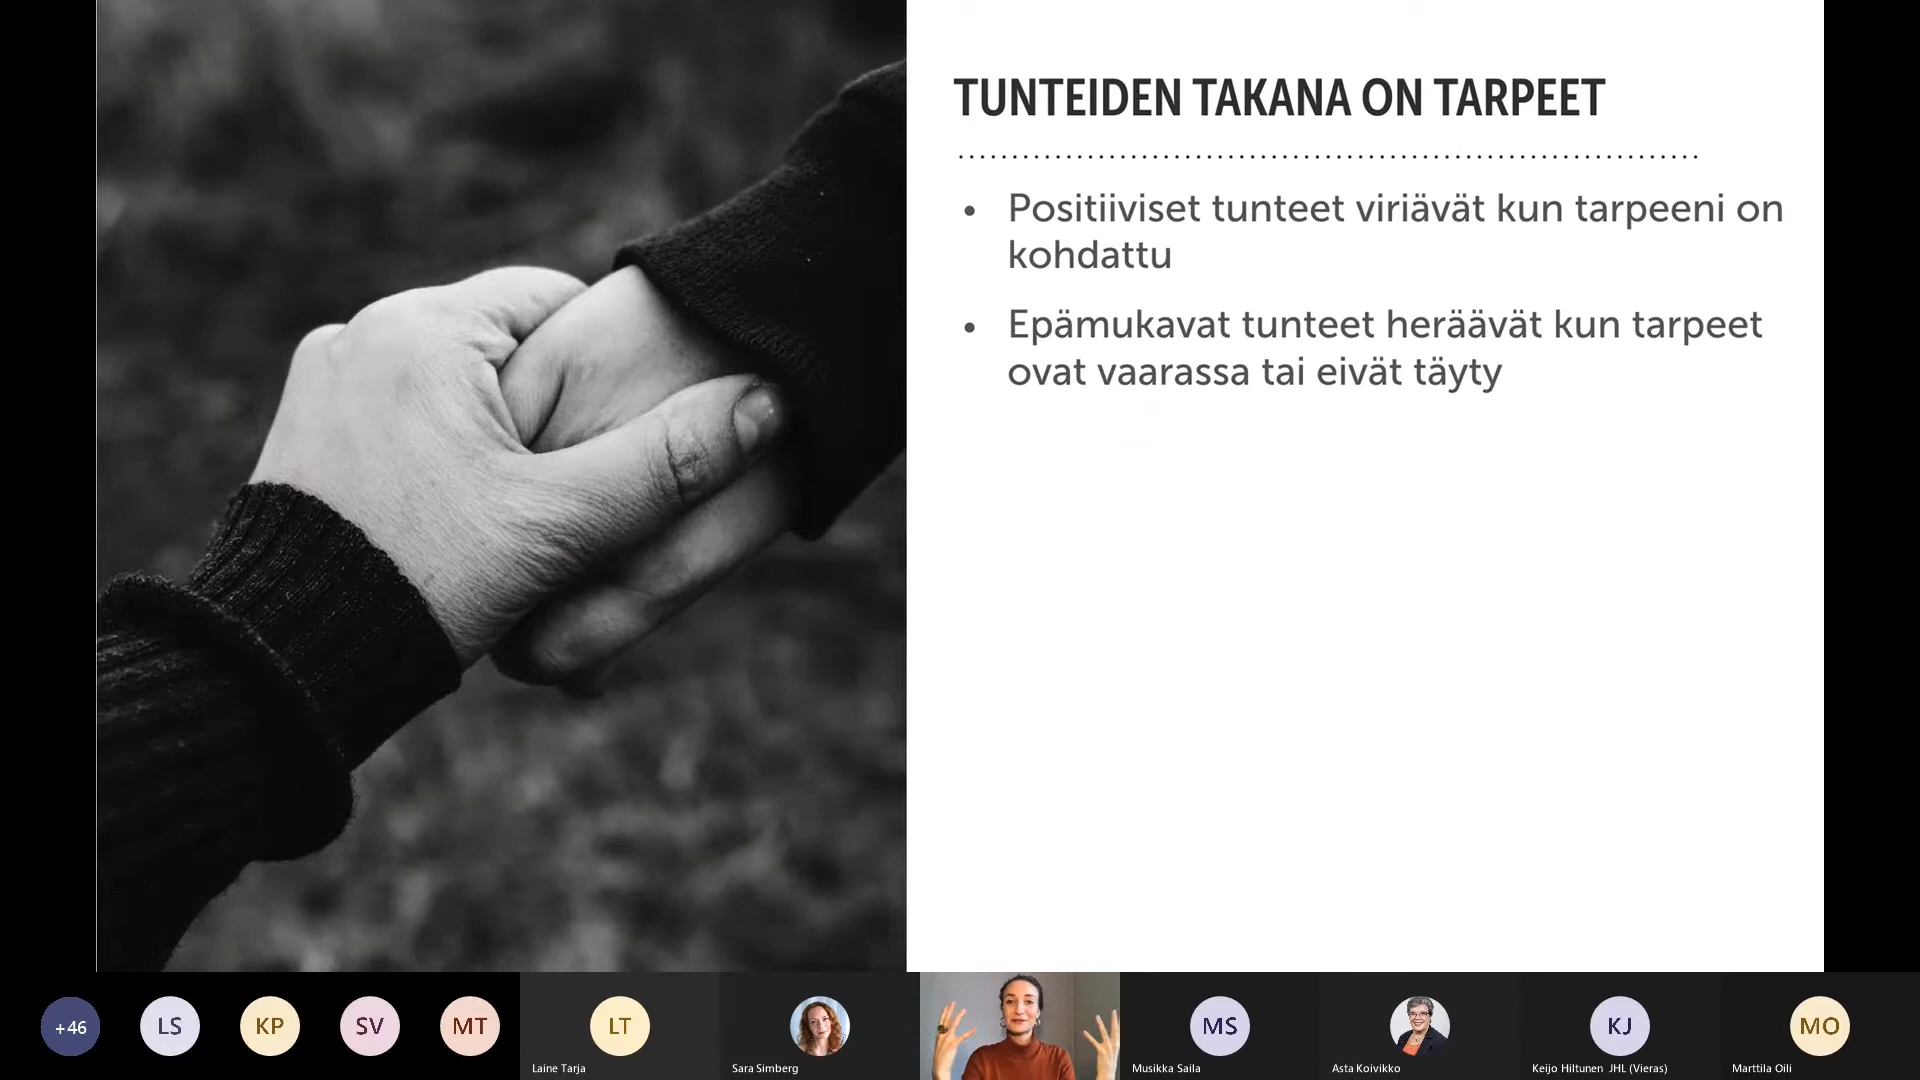 TUNTEIDEN TAKANA ON TARPEET
• Positiiviset tunteet viriävät kun tarpeeni on
kohdattu
• Epämukavat tunteet heräävät kun tarpeet
ovat vaarassa tai eivät täyty
+46
LS
KP
SV
MT
LT
Laine Tarja
Sara Simberg
MS
Musikka Saila
Asta Koivikko
KJ
Keijo Hiltunen JHL (Vieras)
MO
Marttila Oili